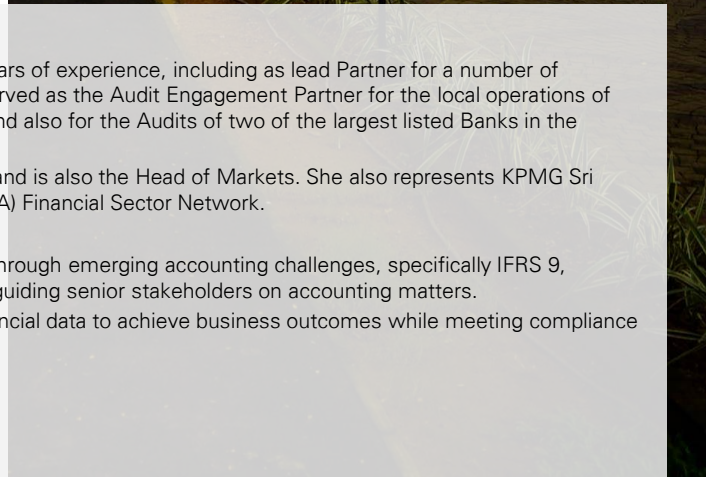 ars of experience, including as lead Partner for a number of
rved as the Audit Engagement Partner for the local operations of
nd also for the Audits of two of the largest listed Banks in the
and is also the Head of Markets. She also represents KPMG Sri
A) Financial Sector Network.
hrough emerging accounting challenges, specifically IFRS 9,
guiding senior stakeholders on accounting matters.
ncial data to achieve business outcomes while meeting compliance